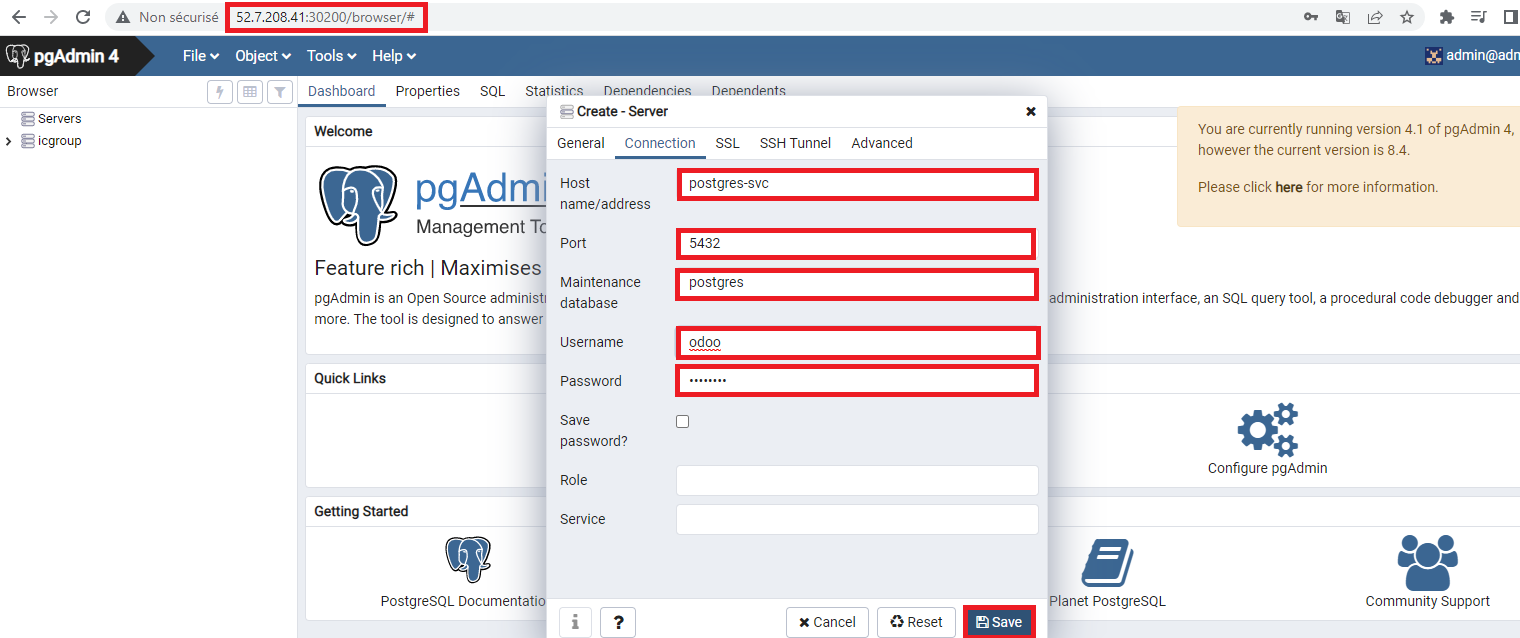 Non sécurisé 52.7.208.41:30200/browser/#
pgAdmin 4 File Object Tools Help admin@adn
Browser
Dashboard Properties SQL Statistics Dependencies Dependents
Servers
icgroup
Welcome
pgAdmi
Management To
Feature rich | Maximises
pgAdmin is an Open Source administr
more. The tool is designed to answer
administration interface, an SQL query tool, a procedural code debugger and
You are currently running version 4.1 of pgAdmin 4,
however the current version is 8.4.
Please click here for more information.
Quick Links
Configure pgAdmin
Getting Started
PostgreSQL Documentatio
Planet PostgreSQL
Community Support
Create - Server
General Connection SSL SSH Tunnel Advanced
Host
name/address
postgres-svc
Port 5432
Maintenance
database
postgres
Username odoo
Password ••••••••
Save
password?
Role
Service
i ? Cancel Reset Save